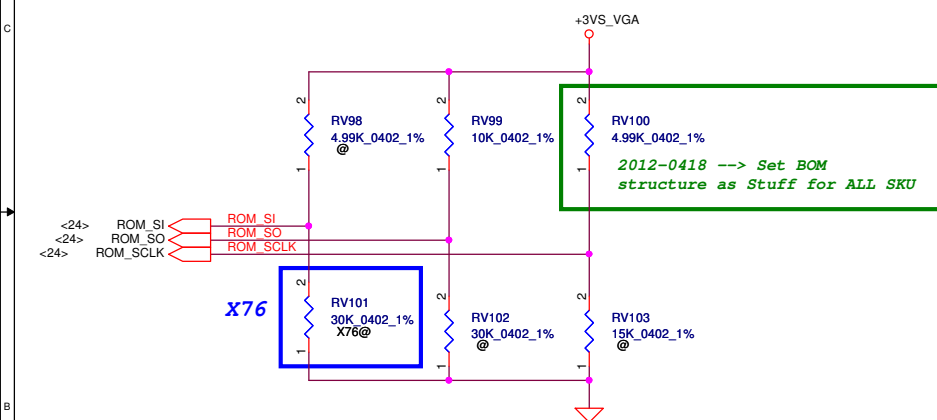 +3VS_VGA
C
2
2
2
RV98
4.99K_0402_1%
@
RV99
10K_0402_1%
RV100
4.99K_0402_1%
1
1
1
2012-0418 --> Set BOM
structure as Stuff for ALL SKU
<24> ROM_SI ROM_SI
<24> ROM_SO ROM_SO
<24> ROM_SCLK ROM_SCLK
X76
2
2
2
RV101
30K_0402_1%
X76@
RV102
30K_0402_1%
@
RV103
15K_0402_1%
@
1
1
1
B